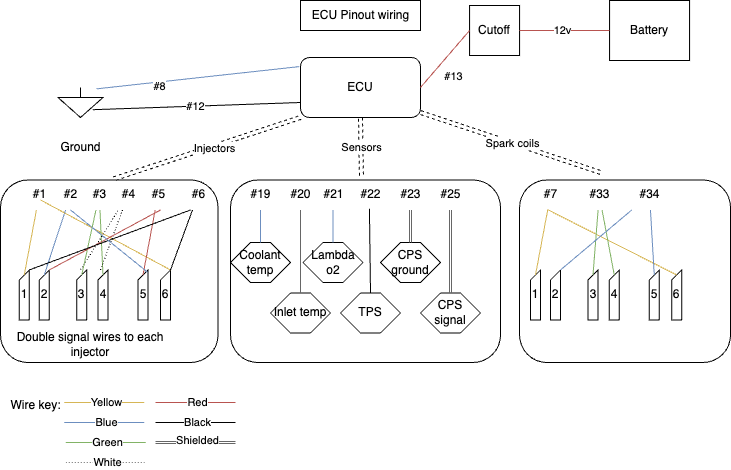 ECU Pinout wiring
Cutoff
12v
Battery
#13
ECU
#8
#12
Ground
Injectors
Sensors
Spark coils
#1 #2 #3 #4 #5 #6
1 2 3 4 5 6
Double signal wires to each
injector
#19 #20 #21 #22 #23 #25
Coolant
temp
Lambda
o2
CPS
ground
Inlet temp
TPS
CPS
signal
#7 #33 #34
1 2 3 4 5 6
Wire key:
Yellow
Red
Blue
Black
Green
Shielded
White